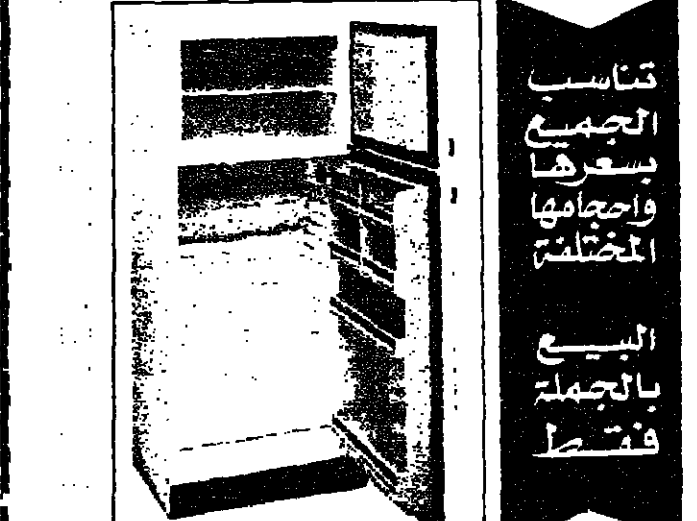 تناسب
الجميع
بسعرها
واحجامها
المختلفة
البيع
بالجملة
فقط